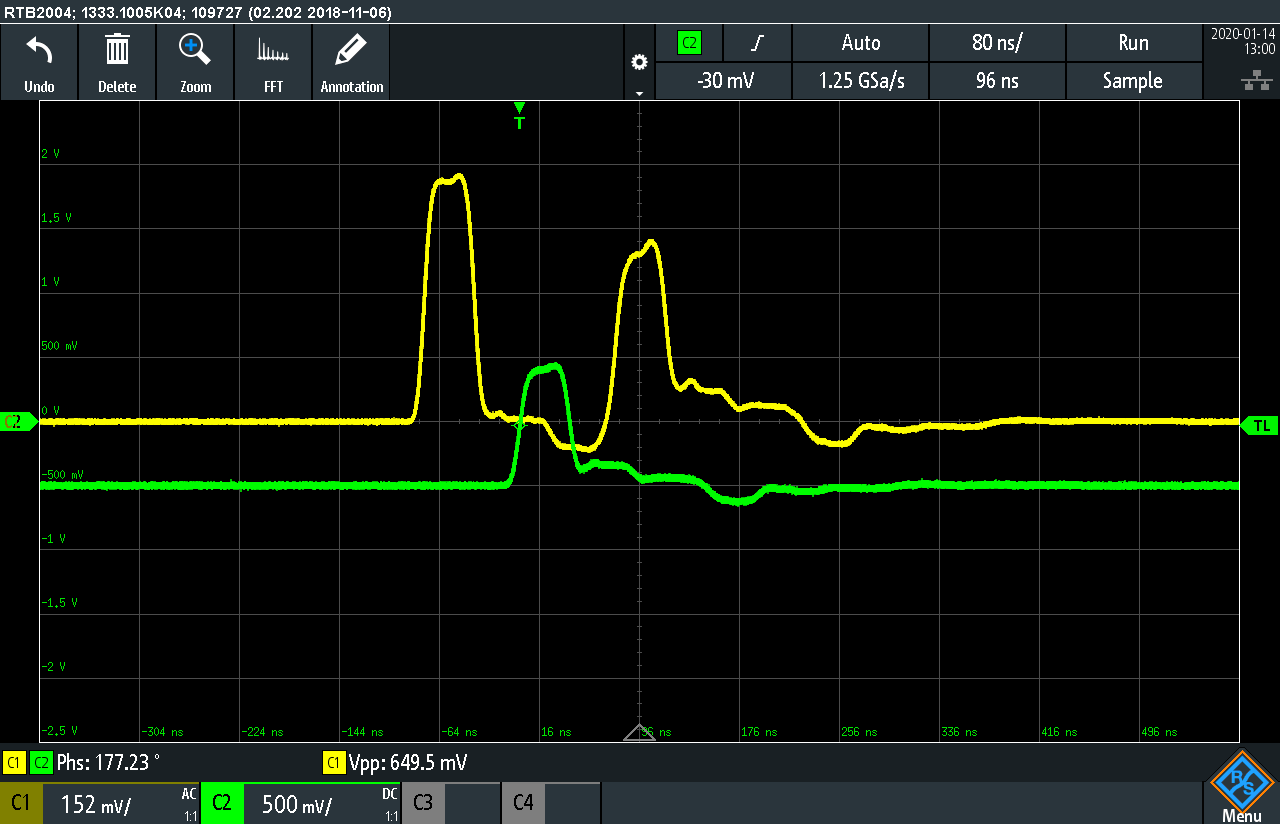 RTB2004; 1333.1005K04; 109727 (02.202 2018-11-06)
Undo Delete Zoom FFT Annotation
C2 Auto 80 ns/ Run
-30 mV 1.25 GSa/s 96 ns Sample
2020-01-14
13:00
T
2 V
1.5 V
1 V
500 mV
0 V
C2 TL
-500 mV
-1 V
-1.5 V
-2 V
-2.5 V
-304 ns -224 ns -144 ns -64 ns 16 ns 96 ns 176 ns 256 ns 336 ns 416 ns 496 ns
C1 C2 Phs: 177.23 ° C1 Vpp: 649.5 mV
C1 152 mV/ AC 1:1 C2 500 mV/ DC 1:1 C3 C4
R&S
Menu